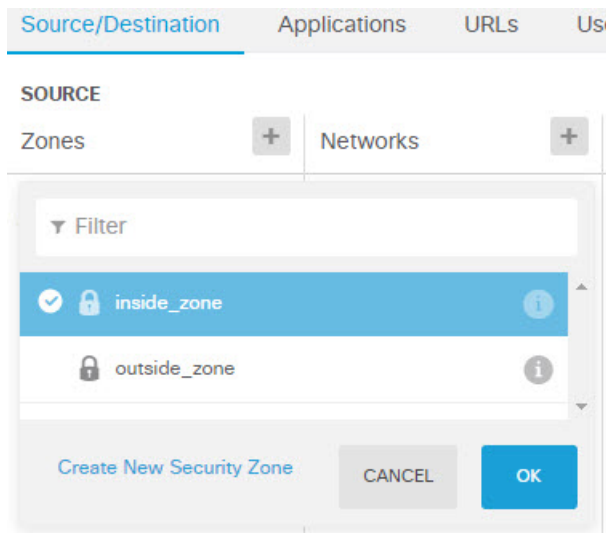 Source/Destination Applications URLs
SOURCE
Zones + Networks +
Filter
inside_zone
outside_zone
Create New Security Zone CANCEL OK